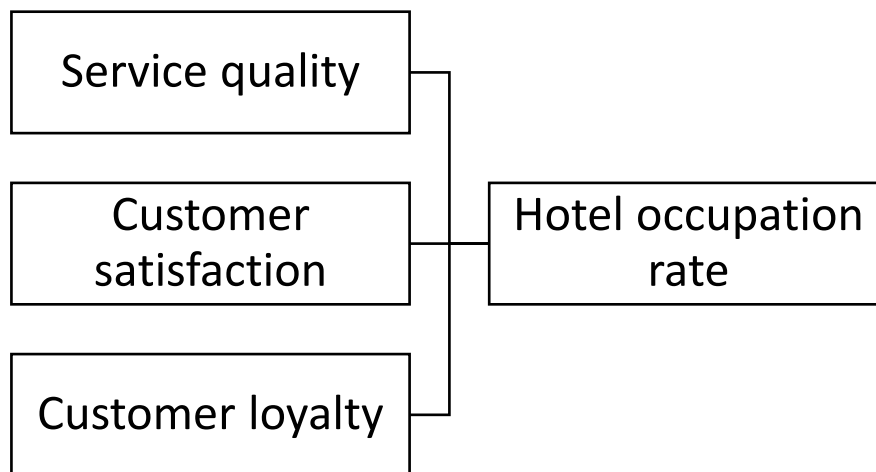 Service quality
Customer
satisfaction
Hotel occupation
rate
Customer loyalty